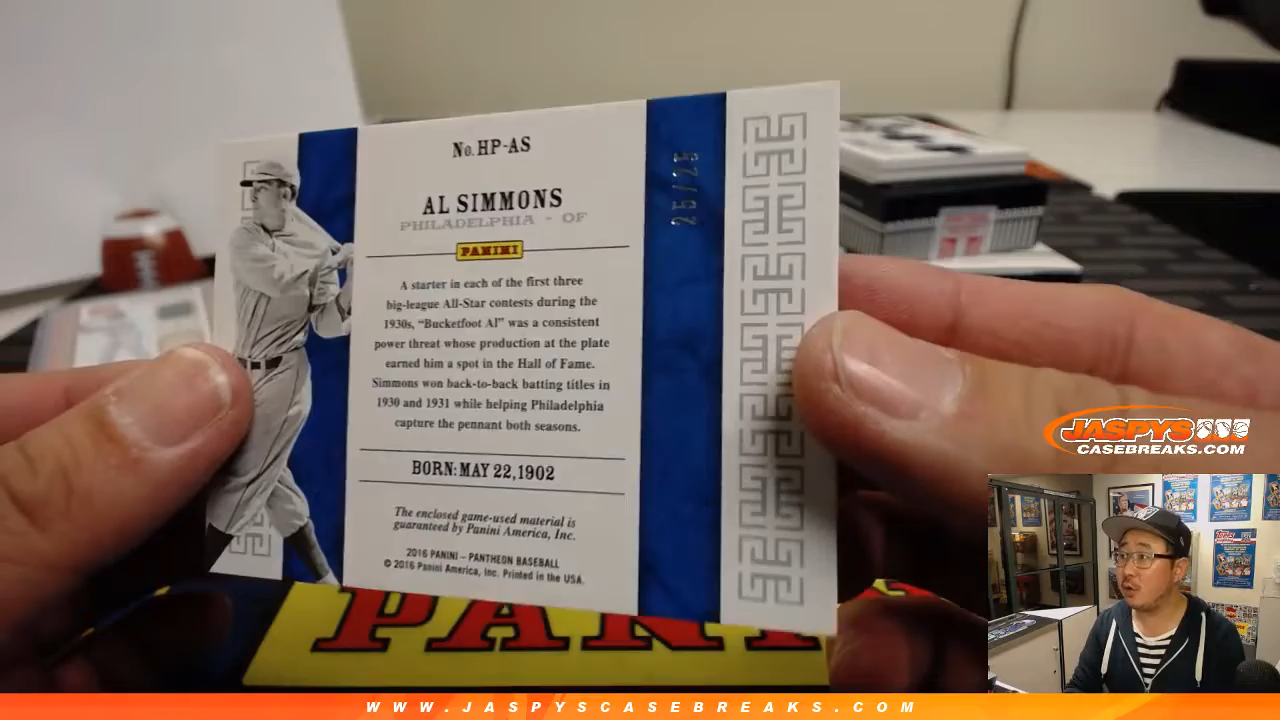 No. HP-AS
AL SIMMONS
PHILADELPHIA - OF
PANINI
A starter in each of the first three
big-league All-Star contests during the
1930s, "Bucketfoot Al" was a consistent
power threat whose production at the plate
earned him a spot in the Hall of Fame.
Simmons won back-to-back batting titles in
1930 and 1931 while helping Philadelphia
capture the pennant both seasons.
BORN: MAY 22, 1902
The enclosed game-used material is
guaranteed by Panini America, Inc.
2016 PANINI – PANTHEON BASEBALL
© 2016 Panini America, Inc. Printed in the USA.
25/25
PANI
JASPYS
CASEBREAKS.COM
WWW.JASPYSCASEBREAKS.COM